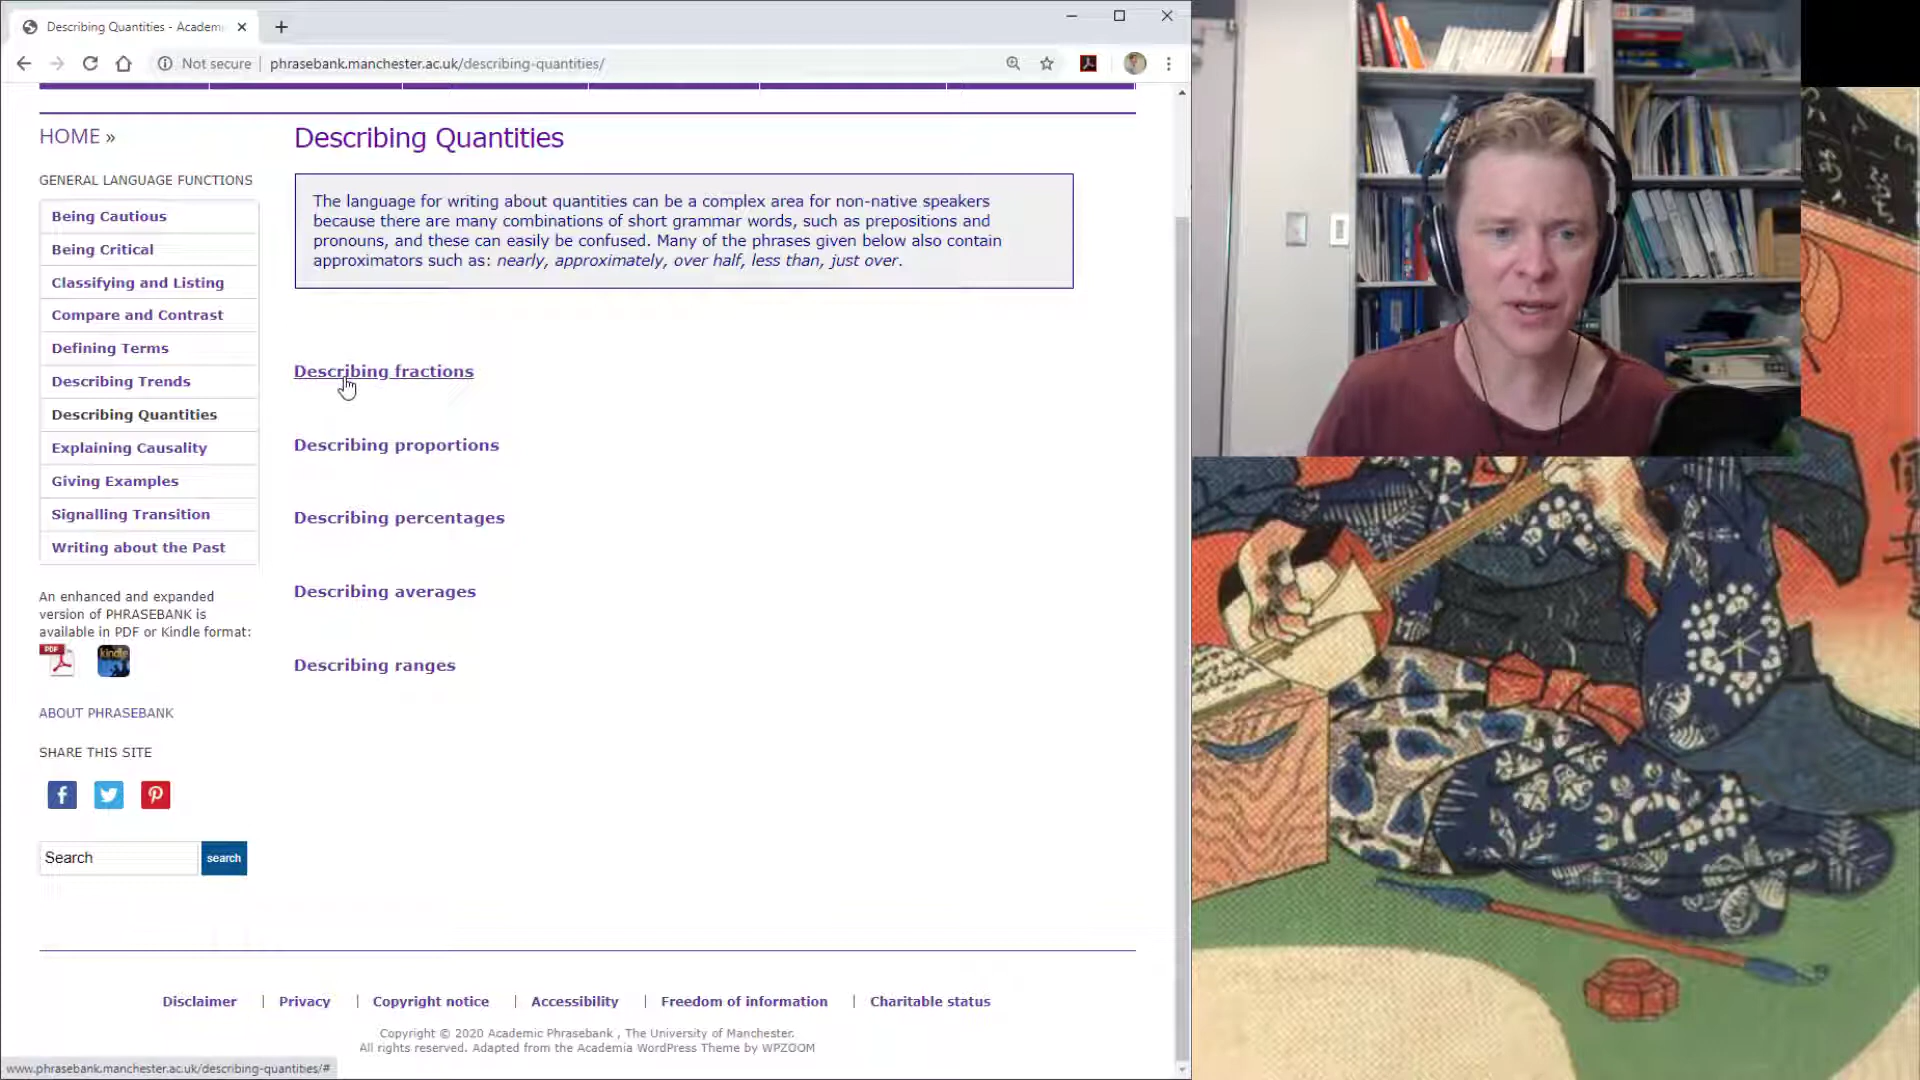 Describing Quantities - Academ
Not secure
phrasebank.manchester.ac.uk/describing-quantities/
HOME »
GENERAL LANGUAGE FUNCTIONS
Being Cautious
Being Critical
Classifying and Listing
Compare and Contrast
Defining Terms
Describing Trends
Describing Quantities
Explaining Causality
Giving Examples
Signalling Transition
Writing about the Past
An enhanced and expanded
version of PHRASEBANK is
available in PDF or Kindle format:
PDF
kindle
ABOUT PHRASEBANK
SHARE THIS SITE
Search
search
Describing Quantities
The language for writing about quantities can be a complex area for non-native speakers
because there are many combinations of short grammar words, such as prepositions and
pronouns, and these can easily be confused. Many of the phrases given below also contain
approximators such as: nearly, approximately, over half, less than, just over.
Describing fractions
Describing proportions
Describing percentages
Describing averages
Describing ranges
Disclaimer | Privacy | Copyright notice | Accessibility | Freedom of information | Charitable status
Copyright © 2020 Academic Phrasebank , The University of Manchester.
All rights reserved. Adapted from the Academia WordPress Theme by WPZOOM
www.phrasebank.manchester.ac.uk/describing-quantities/#